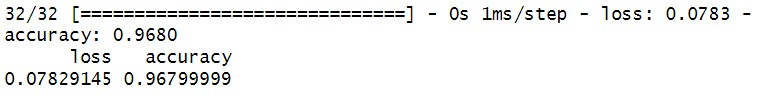 32/32 [==============================] - 0s 1ms/step - loss: 0.0783 -
accuracy: 0.9680
loss accuracy
0.07829145 0.96799999